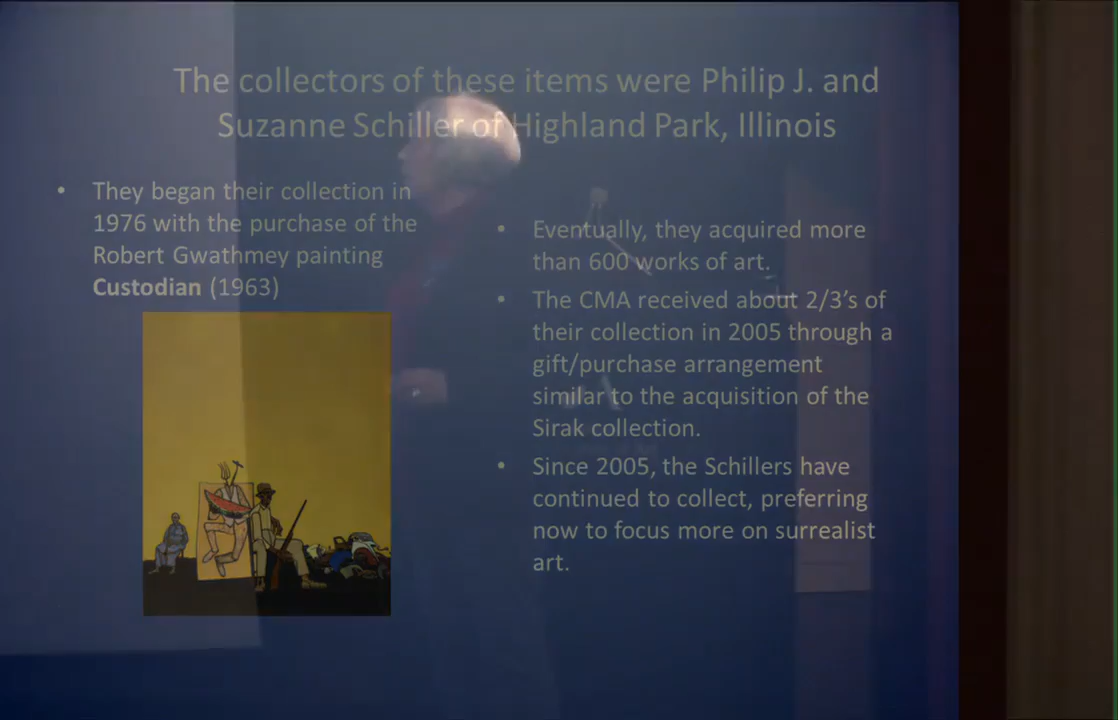 The collectors of these items were Philip J. and
Suzanne Schiller of Highland Park, Illinois
• They began their collection in
1976 with the purchase of the
Robert Gwathmey painting
Custodian (1963)
• Eventually, they acquired more
than 600 works of art.
• The CMA received about 2/3’s of
their collection in 2005 through a
gift/purchase arrangement
similar to the acquisition of the
Sirak collection.
• Since 2005, the Schillers have
continued to collect, preferring
now to focus more on surrealist
art.